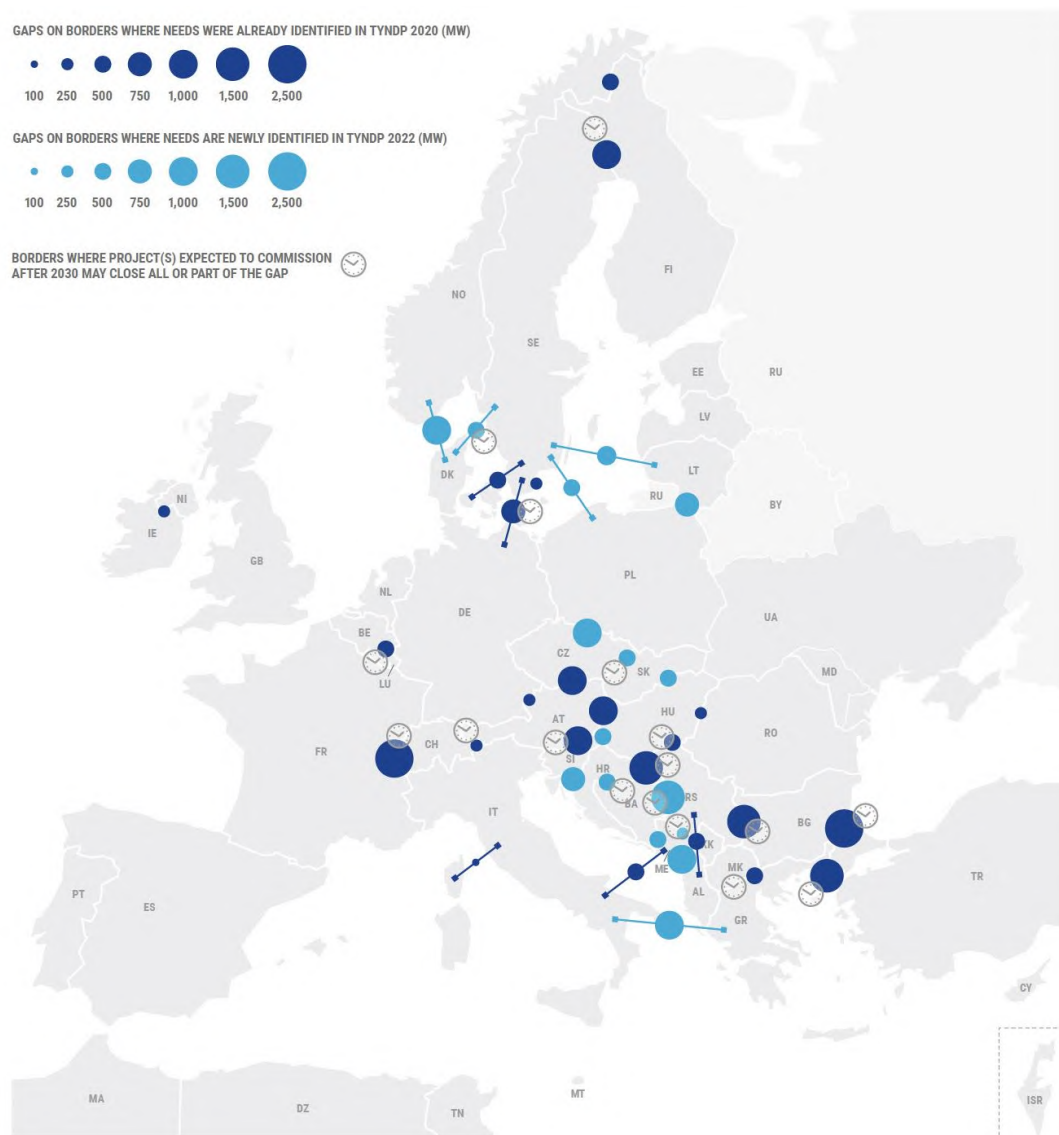 GAPS ON BORDERS WHERE NEEDS WERE ALREADY IDENTIFIED IN TYNDP 2020 (MW)
100 250 500 750 1,000 1,500 2,500
GAPS ON BORDERS WHERE NEEDS ARE NEWLY IDENTIFIED IN TYNDP 2022 (MW)
100 250 500 750 1,000 1,500 2,500
BORDERS WHERE PROJECT(S) EXPECTED TO COMMISSION
AFTER 2030 MAY CLOSE ALL OR PART OF THE GAP
FI
NO
SE
EE
RU
LV
DK
LT
RU
NI
BY
IE
GB
PL
NL
DE
UA
BE
CZ
SK
MD
LU
HU
AT
RO
FR
CH
SI
HR
RS
BA
IT
BG
KK
ME
MK
TR
PT
AL
ES
GR
CY
MT
MA
DZ
TN
ISR